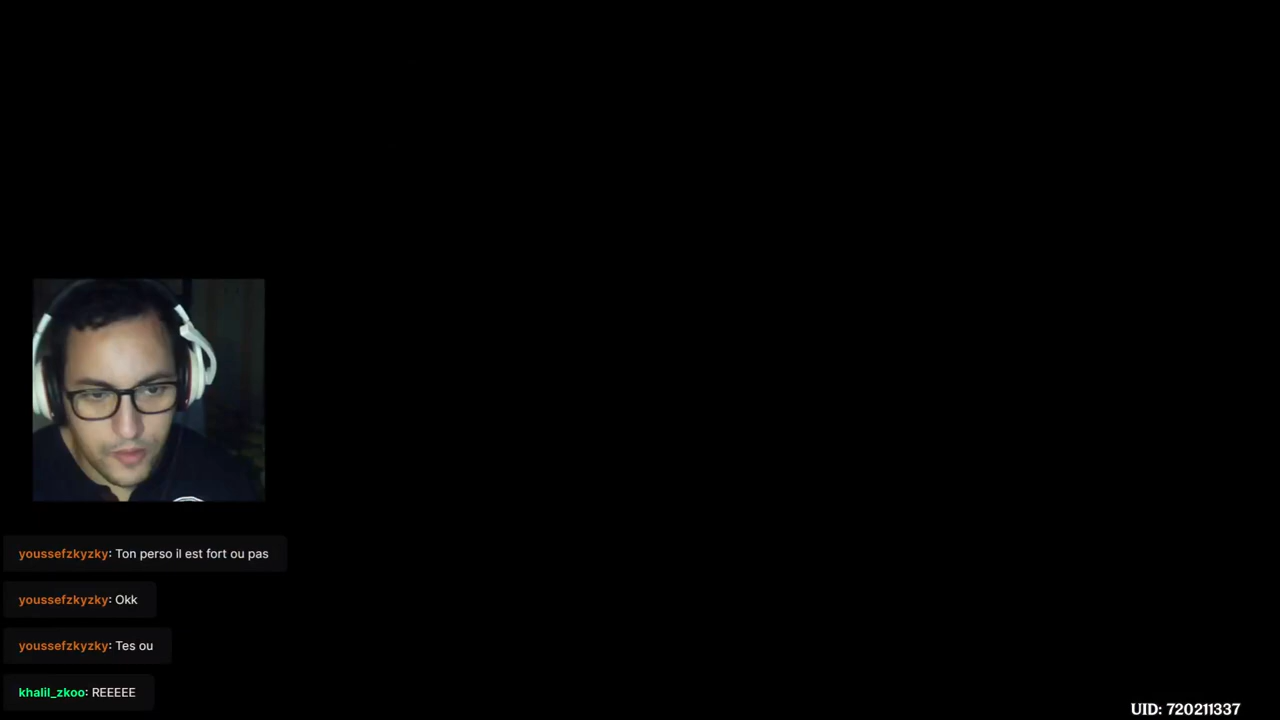 youssefzkyzky: Ton perso il est fort ou pas
youssefzkyzky: Okk
youssefzkyzky: Tes ou
khalil_zkoo: REEEEE
UID: 720211337